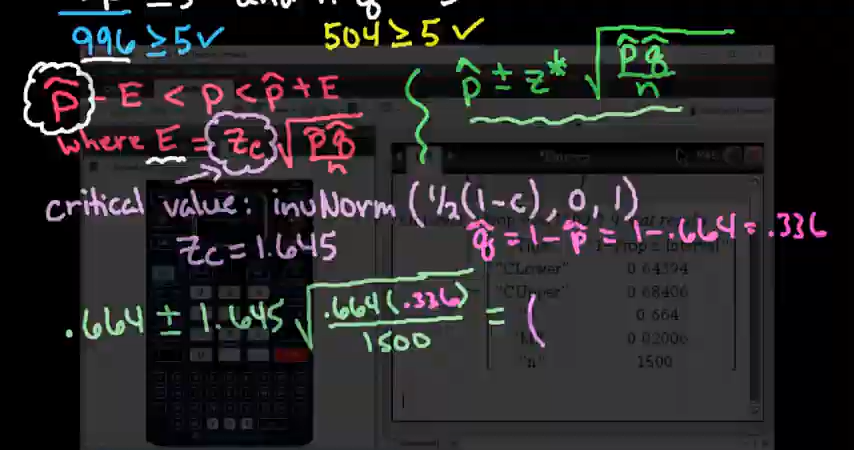 996 ≥ 5 ✓ 504 ≥ 5 ✓
p̂ - E < p < p̂ + E
p̂ ± z* √(p̂q̂/n)
where E = Zc √(p̂q̂/n)
critical value: invNorm (1/2(1-c), 0, 1)
Zc = 1.645
q̂ = 1 - p̂ = 1 - .664 = .336
"CLower" 0.64394
"CUpper" 0.68406
0.664
0.02006
"n" 1500
.664 ± 1.645 √(.664(.336)/1500) = (